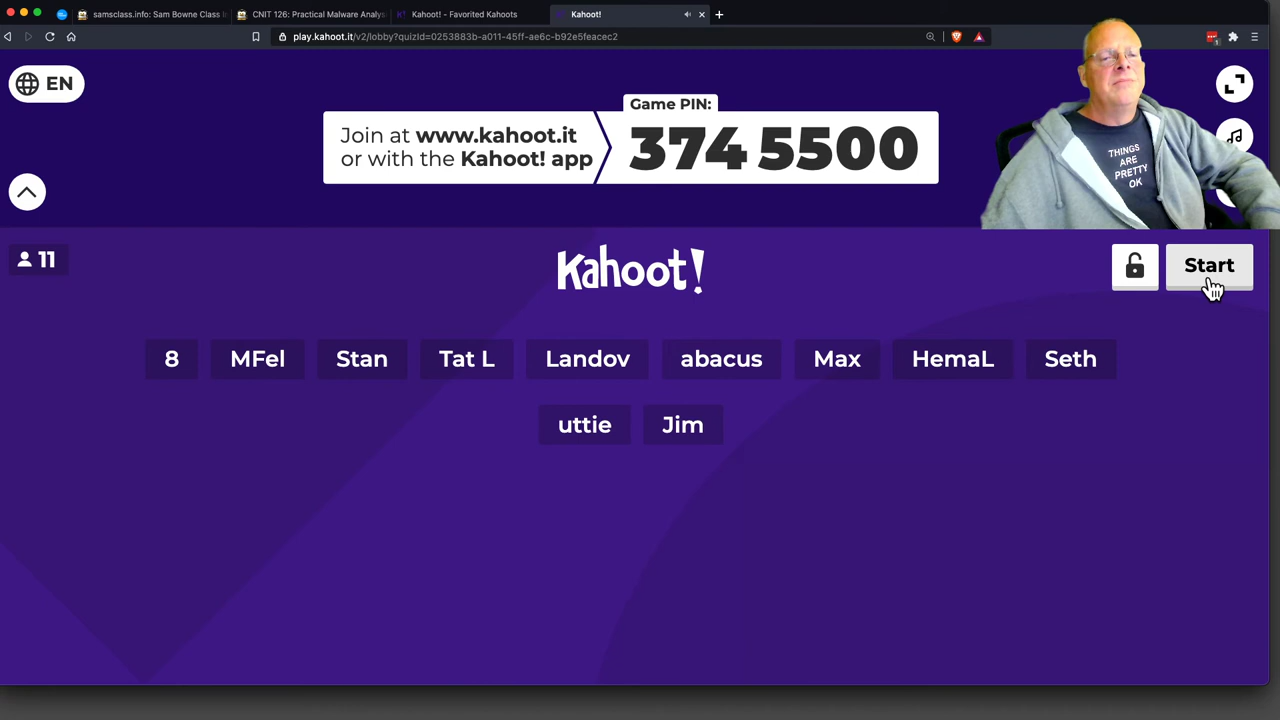 samsclass.info: Sam Bowne Class I
CNIT 126: Practical Malware Analys
Kahoot! - Favorited Kahoots
Kahoot!
play.kahoot.it/v2/lobby?quizId=0253883b-a011-45ff-ae6c-b92e5feacec2
EN
Game PIN:
Join at www.kahoot.it
or with the Kahoot! app
374 5500
THINGS
ARE
PRETTY
OK
11
Kahoot!
Start
8 MFel Stan Tat L Landov abacus Max HemaL Seth
uttie Jim